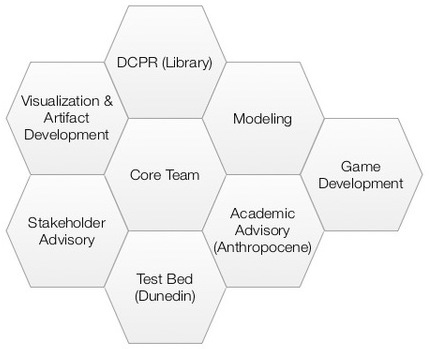 DCPR (Library)
Visualization &
Artifact
Development
Modeling
Core Team
Game
Development
Stakeholder
Advisory
Academic
Advisory
(Anthropocene)
Test Bed
(Dunedin)